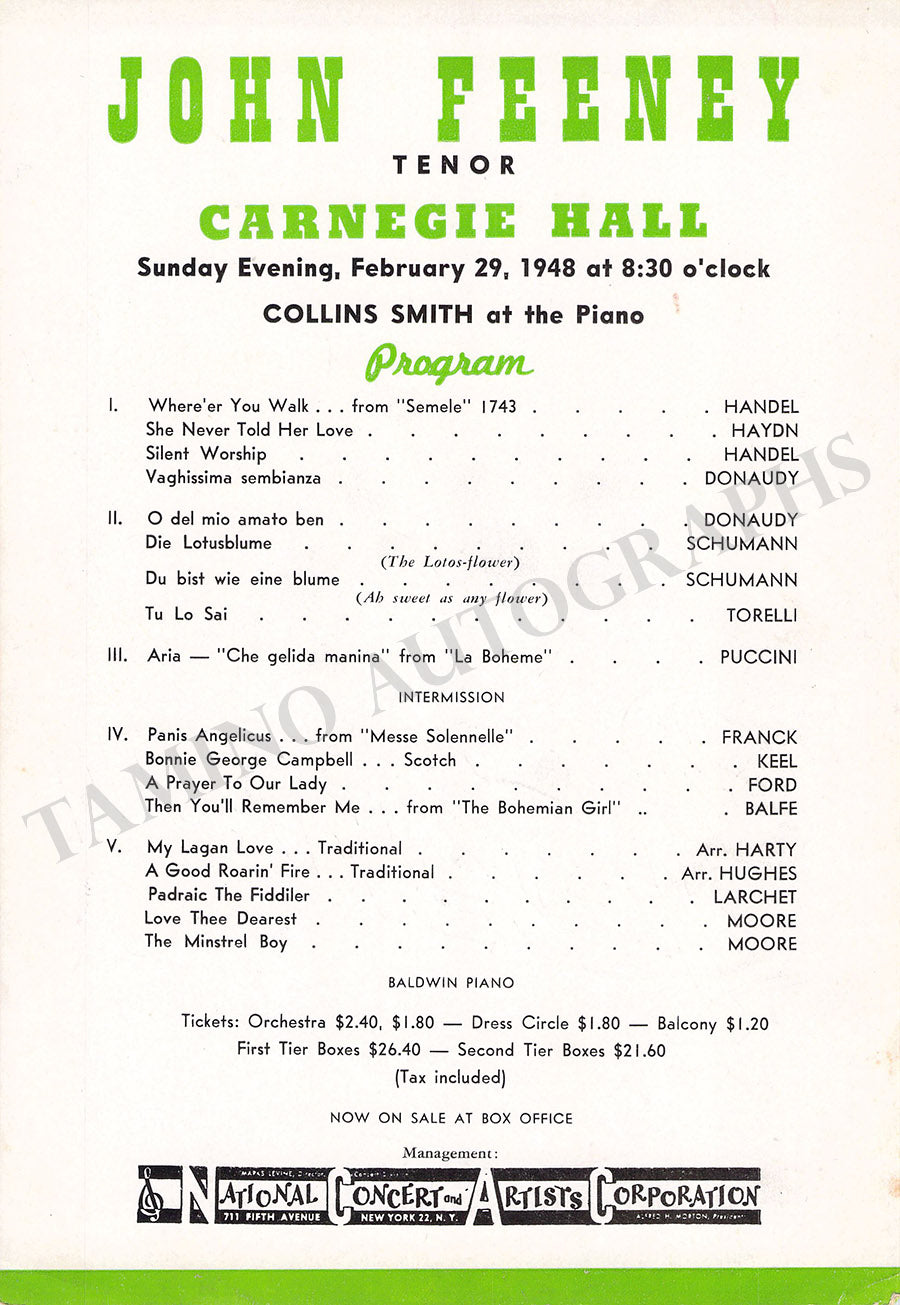 JOHN FEENEY
TENOR
CARNEGIE HALL
Sunday Evening, February 29, 1948 at 8:30 o'clock
COLLINS SMITH at the Piano
Program
I. Where'er You Walk . . . from "Semele" 1743 . . . . . HANDEL
She Never Told Her Love . . . . . . . . . HAYDN
Silent Worship . . . . . . . . . . HANDEL
Vaghissima sembianza . . . . . . . . . DONAUDY
II. O del mio amato ben . . . . . . . . . DONAUDY
Die Lotusblume . . . . . . . . . . SCHUMANN
(The Lotos-flower)
Du bist wie eine blume . . . . . . . . . SCHUMANN
(Ah sweet as any flower)
Tu Lo Sai . . . . . . . . . . . TORELLI
III. Aria — "Che gelida manina" from "La Boheme" . . . . PUCCINI
INTERMISSION
IV. Panis Angelicus . . . from "Messe Solennelle" . . . . . FRANCK
Bonnie George Campbell . . . Scotch . . . . . . . KEEL
A Prayer To Our Lady . . . . . . . . . . FORD
Then You'll Remember Me . . . from "The Bohemian Girl" .. . BALFE
V. My Lagan Love . . . Traditional . . . . . . . Arr. HARTY
A Good Roarin' Fire . . . Traditional . . . . . . Arr. HUGHES
Padraic The Fiddiler . . . . . . . . . LARCHET
Love Thee Dearest . . . . . . . . . . MOORE
The Minstrel Boy . . . . . . . . . . MOORE
BALDWIN PIANO
Tickets: Orchestra $2.40, $1.80 — Dress Circle $1.80 — Balcony $1.20
First Tier Boxes $26.40 — Second Tier Boxes $21.60
(Tax included)
NOW ON SALE AT BOX OFFICE
Management:
MARKS LEVINE, Director, Concert Division
NATIONAL CONCERT and ARTISTS CORPORATION
711 FIFTH AVENUE NEW YORK 22, N. Y. ALFRED H. MORTON, President
TAMINO AUTOGRAPHS